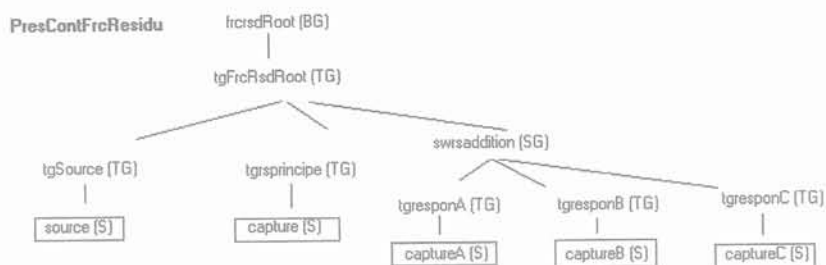 PresContFrcResidu
frcrsdRoot (BG)
tgFrcRsdRoot (TG)
swrsaddition (SG)
tgSource (TG)
tgrsprincipe (TG)
tgresponA (TG)
tgresponB (TG)
tgresponC (TG)
source (S)
capture (S)
captureA (S)
captureB (S)
captureC (S)